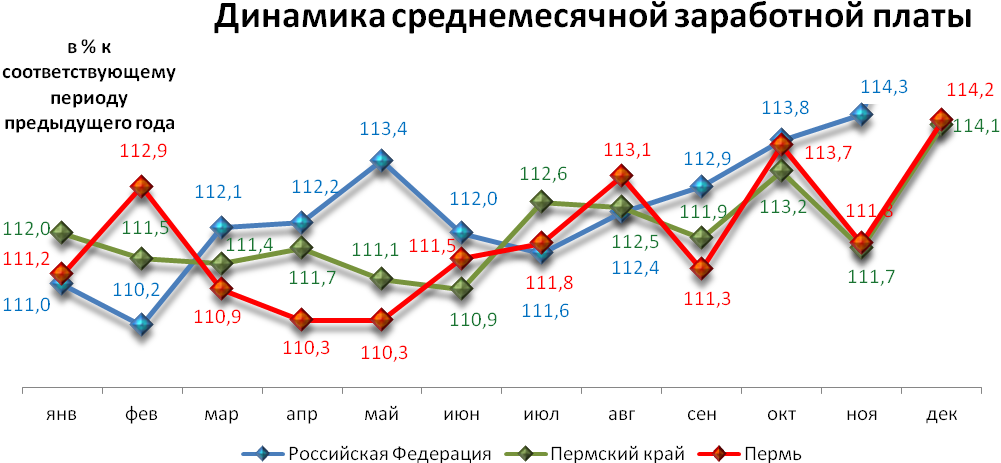 Динамика среднемесячной заработной платы
в % к
соответствующему
периоду
предыдущего года
114,3 114,2
113,8
113,4 114,1
112,9 113,1 112,9 113,7
112,6
112,1 112,2 112,0
112,0 111,5 111,9 113,2 111,8
111,4 111,1 111,5 112,5
111,2 111,7 111,8 112,4 111,7
111,0 110,2 111,6 111,3
110,9 110,9
110,3 110,3
янв фев мар апр май июн июл авг сен окт ноя дек
Российская Федерация Пермский край Пермь